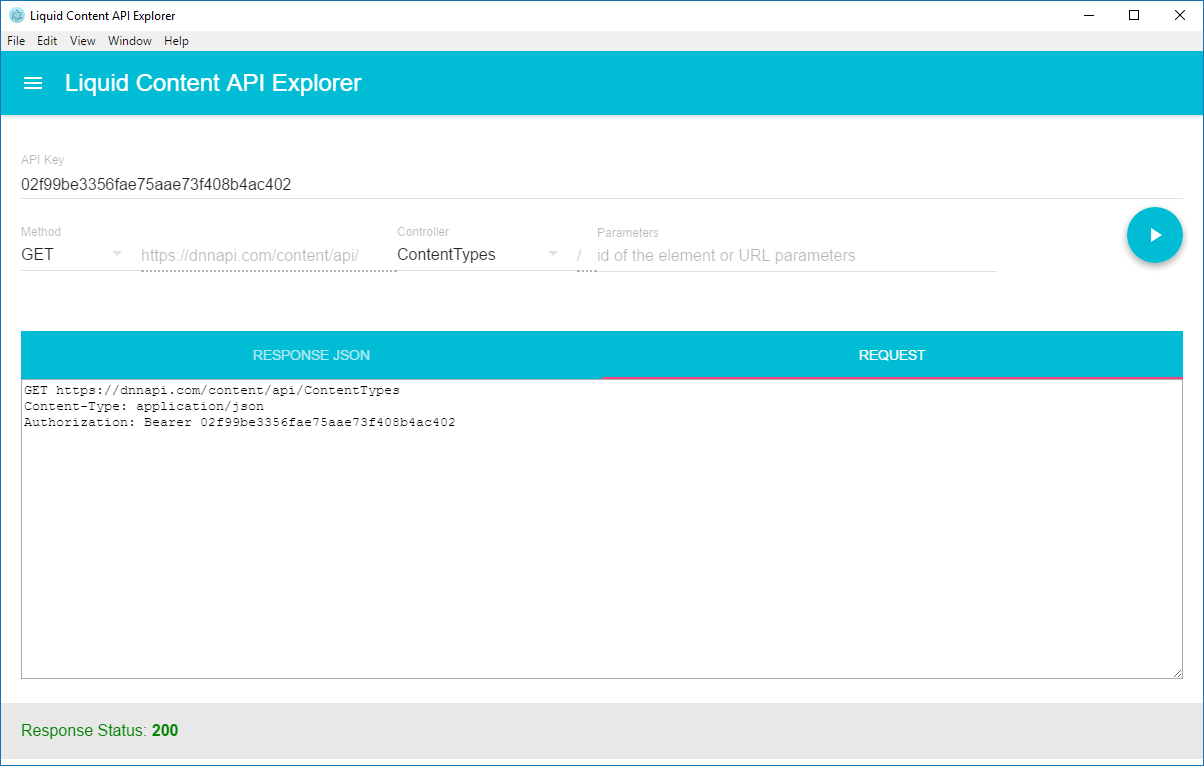 Liquid Content API Explorer
File Edit View Window Help
Liquid Content API Explorer
API Key
02f99be3356fae75aae73f408b4ac402
Method Controller Parameters
GET https://dnnapi.com/content/api/ ContentTypes / id of the element or URL parameters
RESPONSE JSON REQUEST
GET https://dnnapi.com/content/api/ContentTypes
Content-Type: application/json
Authorization: Bearer 02f99be3356fae75aae73f408b4ac402
Response Status: 200